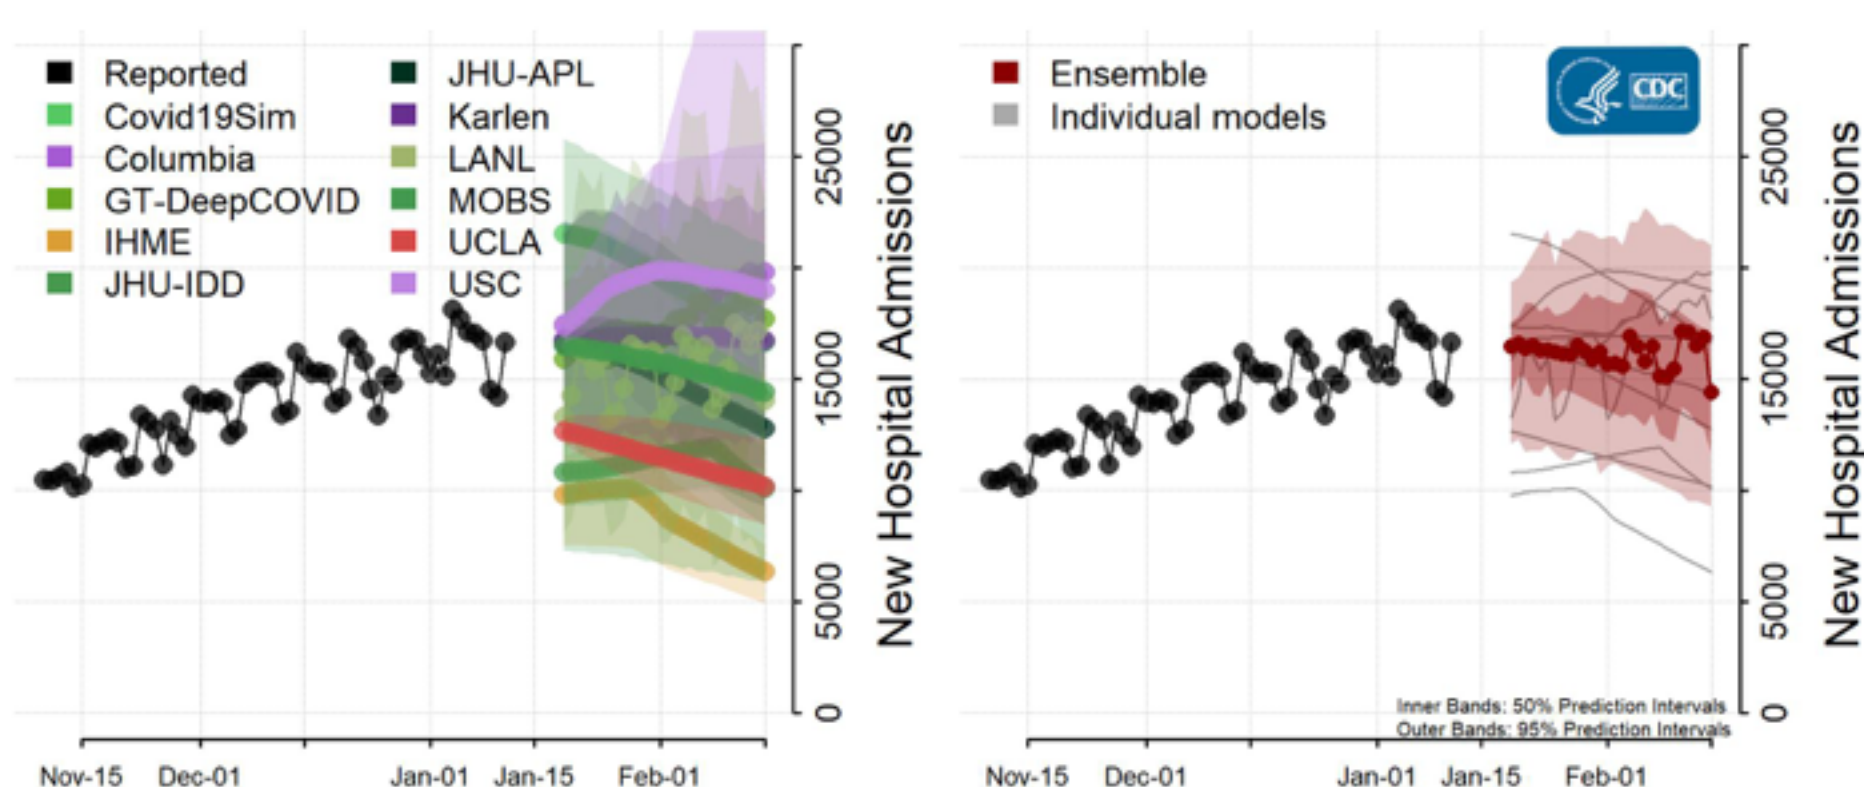 Reported
Covid19Sim
Columbia
GT-DeepCOVID
IHME
JHU-IDD
JHU-APL
Karlen
LANL
MOBS
UCLA
USC
25000
15000
5000
0
New Hospital Admissions
Nov-15 Dec-01 Jan-01 Jan-15 Feb-01
Ensemble
Individual models
CDC
25000
15000
5000
0
New Hospital Admissions
Inner Bands: 50% Prediction Intervals
Outer Bands: 95% Prediction Intervals
Nov-15 Dec-01 Jan-01 Jan-15 Feb-01